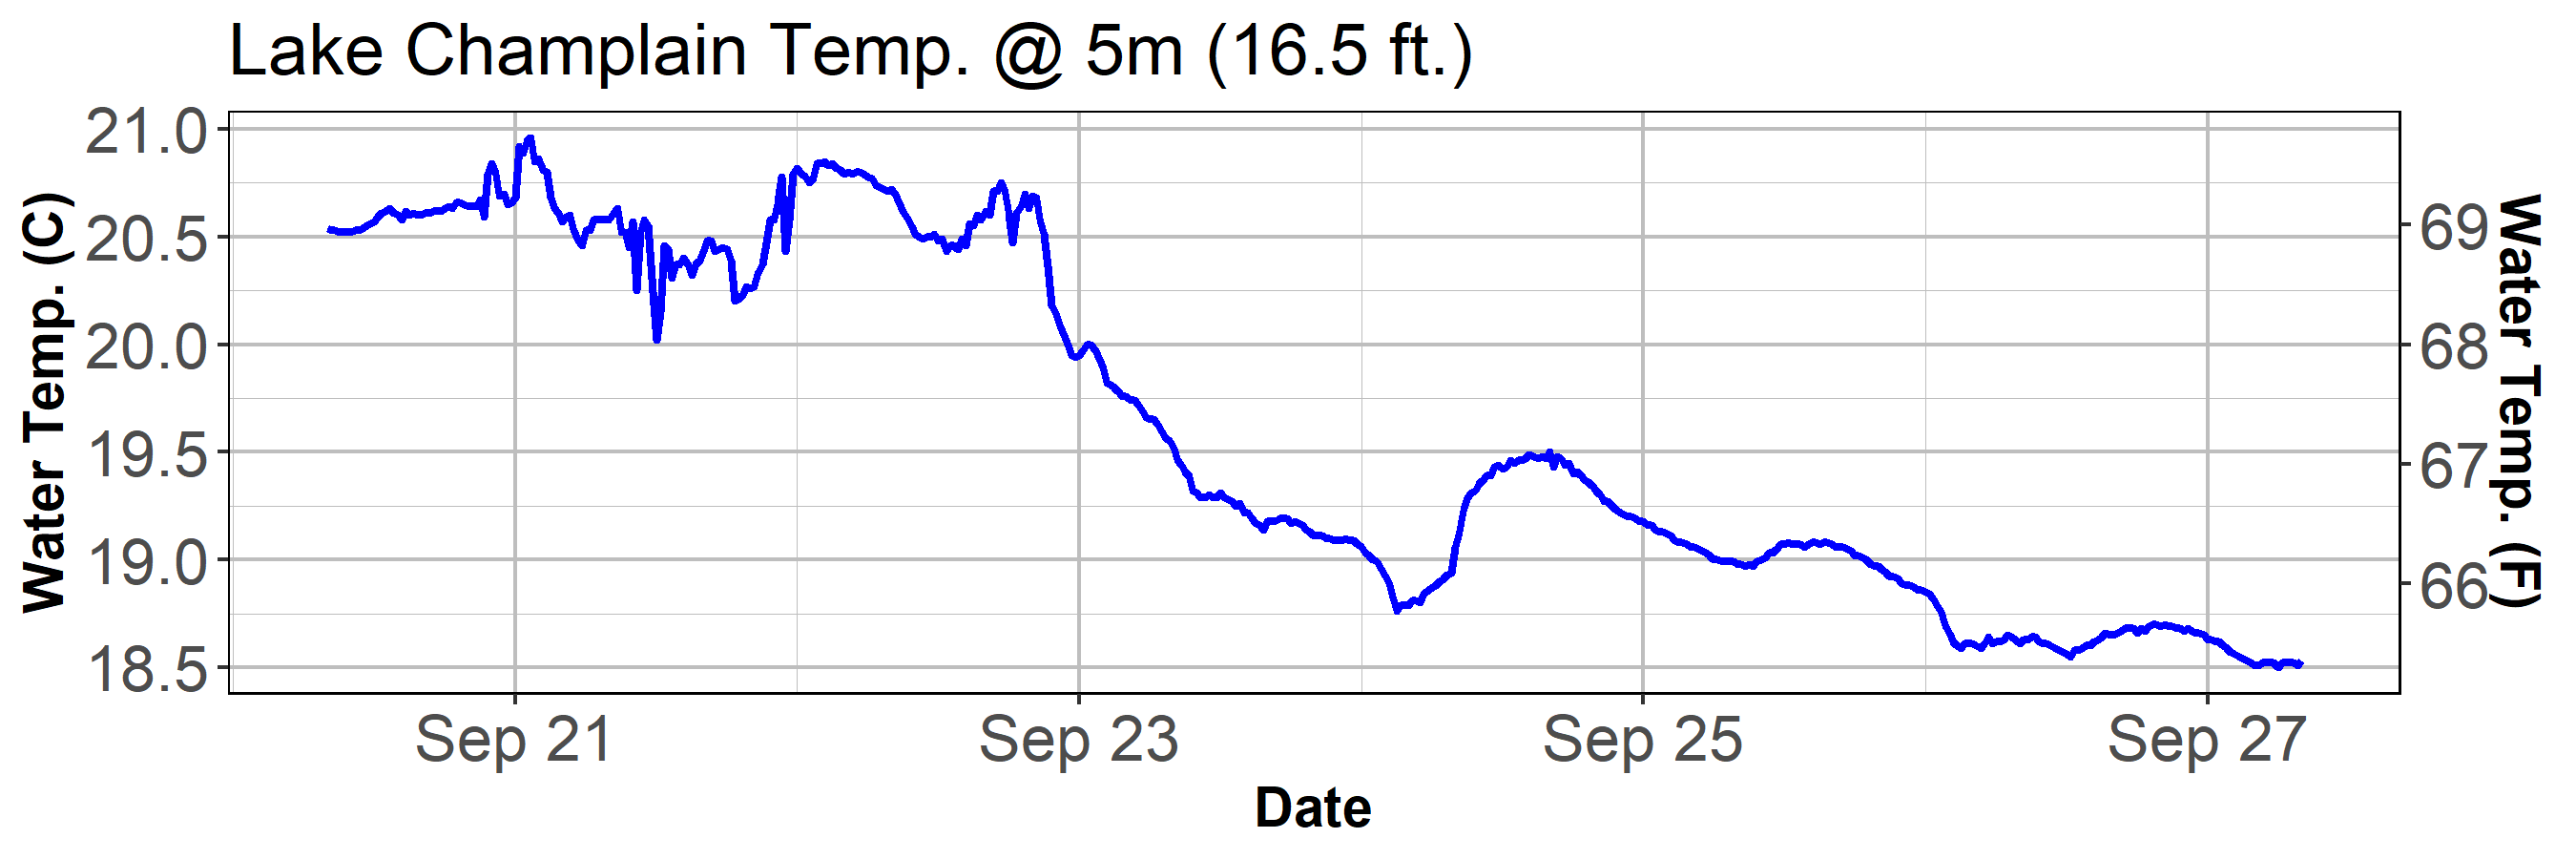 Lake Champlain Temp. @ 5m (16.5 ft.)
Water Temp. (C)
21.0
20.5
20.0
19.5
19.0
18.5
69
68
67
66
Water Temp. (F)
Sep 21
Sep 23
Sep 25
Sep 27
Date